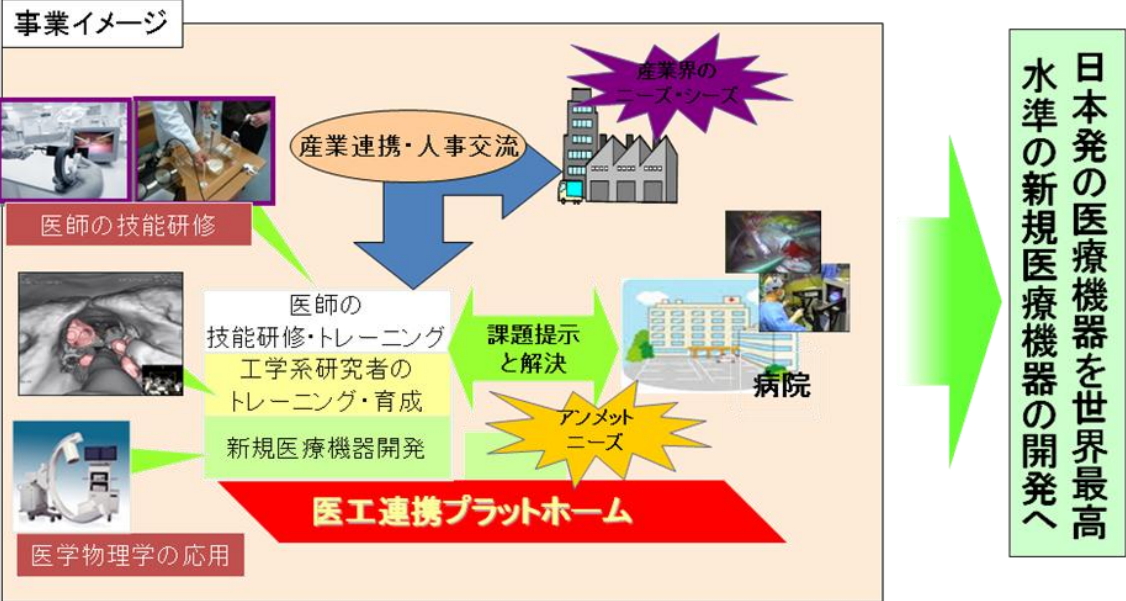 事業イメージ
産業界の
ニーズ・シーズ
産業連携・人事交流
医師の技能研修
医師の
技能研修・トレーニング
工学系研究者の
トレーニング・育成
新規医療機器開発
課題提示
と解決
病院
アンメット
ニーズ
医工連携プラットホーム
医学物理学の応用
日本発の医療機器を世界最高
水準の新規医療機器の開発へ